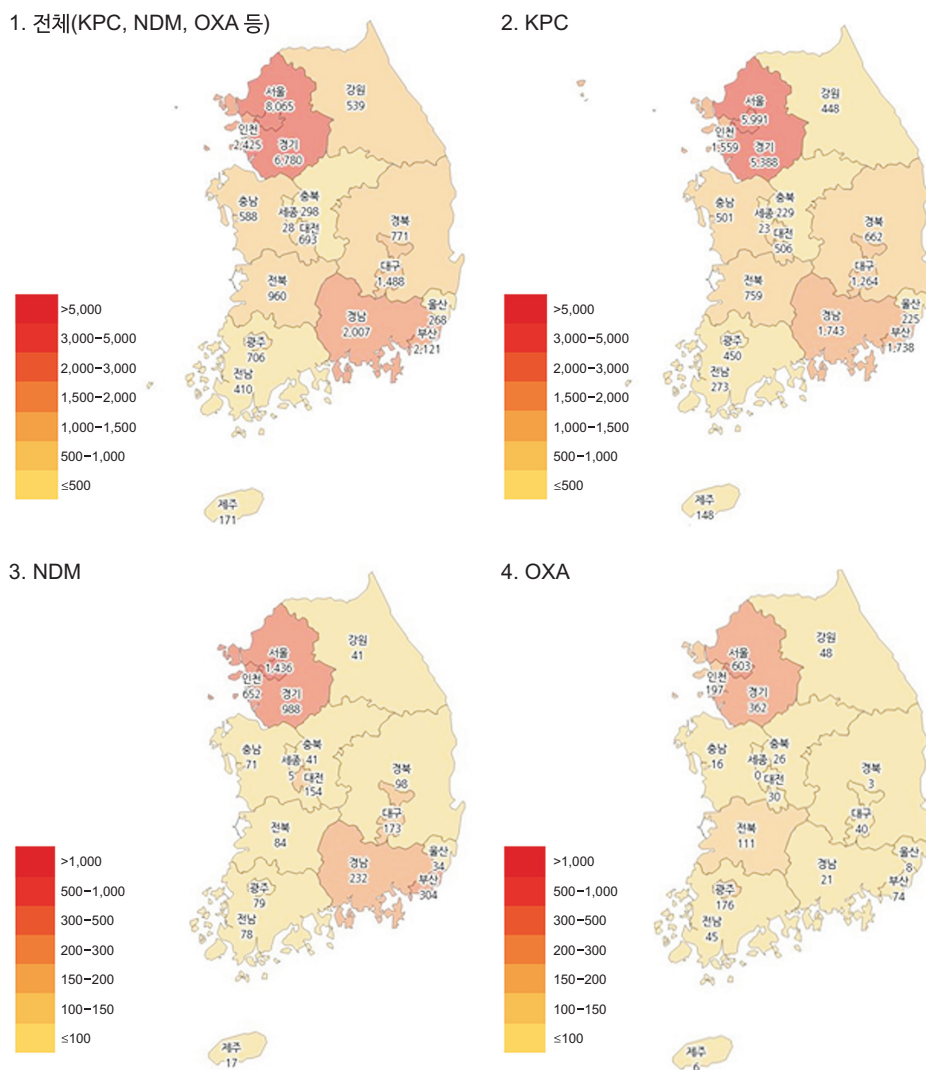 1. 전체(KPC, NDM, OXA 등)
서울
8,065
강원
539
인천
2,425
경기
6,780
충남
588
충북
298
세종
28
대전
693
경북
771
대구
1,488
전북
960
경남
2,007
울산
268
부산
2,121
광주
706
전남
410
제주
171
>5,000
3,000–5,000
2,000–3,000
1,500–2,000
1,000–1,500
500–1,000
≤500
2. KPC
서울
5,991
강원
448
인천
1,559
경기
5,388
충남
501
충북
229
세종
23
대전
506
경북
662
대구
1,264
전북
759
경남
1,743
울산
225
부산
1,738
광주
450
전남
273
제주
148
>5,000
3,000–5,000
2,000–3,000
1,500–2,000
1,000–1,500
500–1,000
≤500
3. NDM
서울
1,436
강원
41
인천
652
경기
988
충남
71
충북
41
세종
5
대전
154
경북
98
대구
173
전북
84
경남
232
울산
34
부산
304
광주
79
전남
78
제주
17
>1,000
500–1,000
300–500
200–300
150–200
100–150
≤100
4. OXA
서울
603
강원
48
인천
197
경기
362
충남
16
충북
26
세종
0
대전
30
경북
3
대구
40
전북
111
경남
21
울산
8
부산
74
광주
176
전남
45
제주
6
>1,000
500–1,000
300–500
200–300
150–200
100–150
≤100